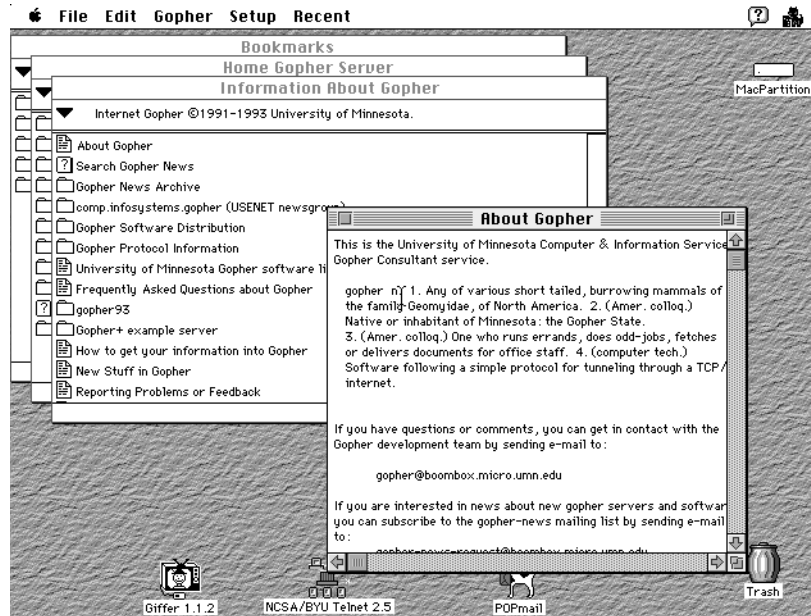 File Edit Gopher Setup Recent
Bookmarks
Home Gopher Server
Information About Gopher
Internet Gopher ©1991-1993 University of Minnesota.
About Gopher
Search Gopher News
Gopher News Archive
comp.infosystems.gopher (USENET newsgroup)
Gopher Software Distribution
Gopher Protocol Information
University of Minnesota Gopher software li
Frequently Asked Questions about Gopher
gopher93
Gopher+ example server
How to get your information into Gopher
New Stuff in Gopher
Reporting Problems or Feedback
About Gopher
This is the University of Minnesota Computer & Information Service
Gopher Consultant service.
gopher n. 1. Any of various short tailed, burrowing mammals of
the family Geomyidae, of North America. 2. (Amer. colloq.)
Native or inhabitant of Minnesota: the Gopher State.
3. (Amer. colloq.) One who runs errands, does odd-jobs, fetches
or delivers documents for office staff. 4. (computer tech.)
Software following a simple protocol for tunneling through a TCP/
internet.
If you have questions or comments, you can get in contact with the
Gopher development team by sending e-mail to:
gopher@boombox.micro.umn.edu
If you are interested in news about new gopher servers and softwar
you can subscribe to the gopher-news mailing list by sending e-mail
to:
gopher-news-request@boombox.micro.umn.edu
MacPartition
Giffer 1.1.2
NCSA/BYU Telnet 2.5
POPmail
Trash